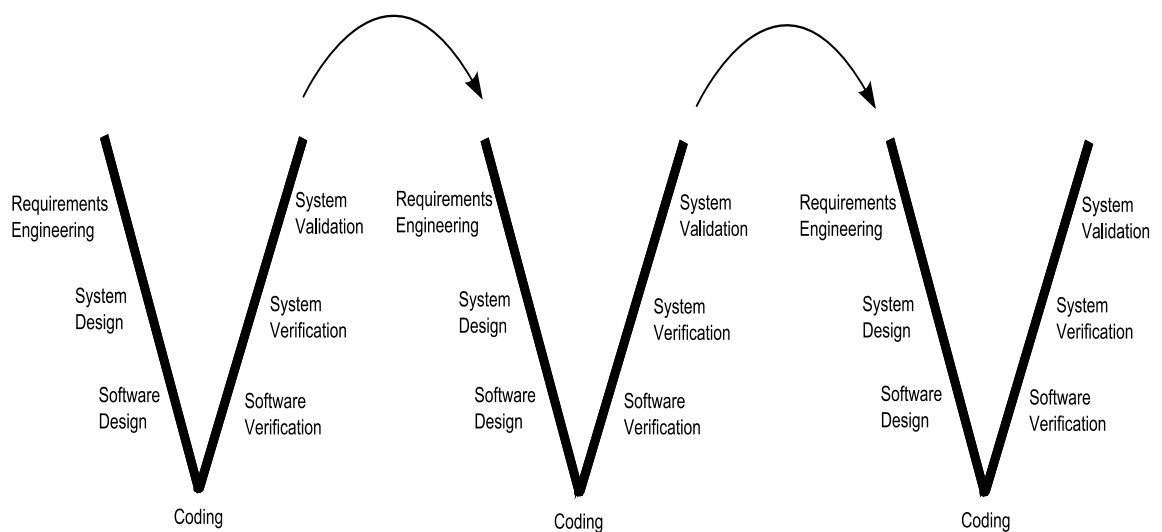 Requirements
Engineering
System
Design
Software
Design
Coding
System
Validation
System
Verification
Software
Verification
Requirements
Engineering
System
Design
Software
Design
Coding
System
Validation
System
Verification
Software
Verification
Requirements
Engineering
System
Design
Software
Design
Coding
System
Validation
System
Verification
Software
Verification